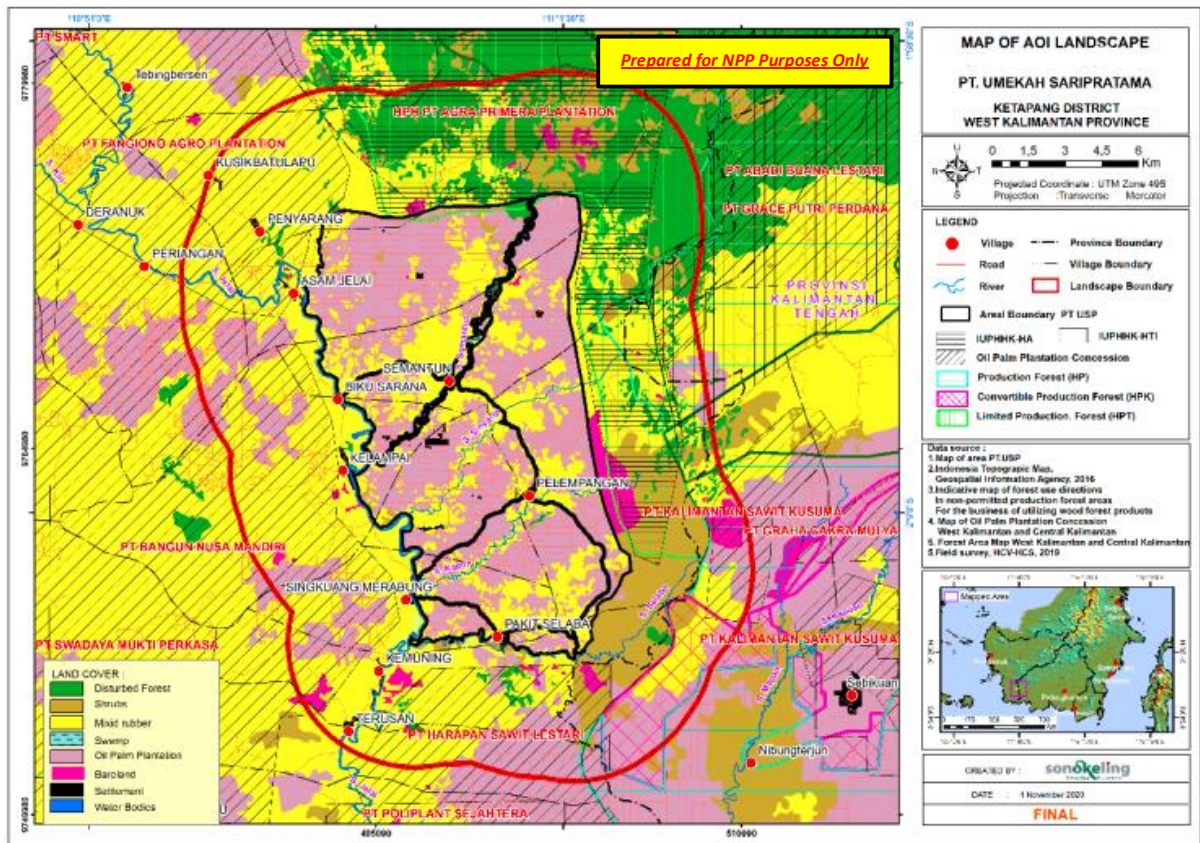 Prepared for NPP Purposes Only
PT SMART
Tebingbersen
HPH PT AGRA PRIMERA PLANTATION
PT FANGIONO AGRO PLANTATION
KUSIKBATULAPU
PT ABADI BUANA LESTARI
DERANUK
PENYARANG
PT GRACE PUTRI PERDANA
PERIANGAN
S. Jelai
ASAM JELAI
PROVINSI
KALIMANTAN
TENGAH
SEMANTUN
BIKU SARANA
KELAMPAI
PELEMPANGAN
PT KALIMANTAN SAWIT KUSUMA
PT GRAHA CAKRA MULYA
PT BANGUN NUSA MANDIRI
SINGKUANG MERABUNG
PAKIT SELABA
PT SWADAYA MUKTI PERKASA
PT KALIMANTAN SAWIT KUSUMA
KEMUNING
Sebikuan
TERUSAN
PT HARAPAN SAWIT LESTARI
Nibungterjun
S. Jelai
PT POLIPLANT SEJAHTERA
485090
510090
LAND COVER :
Disturbed Forest
Shrubs
Mixid rubber
Swamp
Oil Palm Plantation
Bareland
Settlement
Water Bodies
MAP OF AOI LANDSCAPE
PT. UMEKAH SARIPRATAMA
KETAPANG DISTRICT
WEST KALIMANTAN PROVINCE
0 1,5 3 4,5 6
Km
Projected Coordinate : UTM Zone 49S
Projection : Transverse Mercator
LEGEND
Village
Province Boundary
Road
Village Boundary
River
Landscape Boundary
Areal Boundary PT USP
IUPHHK-HA
IUPHHK-HTI
Oil Palm Plantation Concession
Production Forest (HP)
Convertible Production Forest (HPK)
Limited Production. Forest (HPT)
Data source :
1.Map of area PT.USP
2.Indonesia Topograpic Map,
Geospatial Information Agency, 2016
3.Indicative map of forest use directions
In non-permitted production forest areas
For the business of utilizing wood forest products
4. Map of Oil Palm Plantation Concession
West Kalimantan and Central Kalimantan
5. Forest Area Map West Kalimantan and Central Kalimantan
5.Field survey, HCV-HCS, 2019
Mapped Area
CREATED BY :
sonokeling
DATE : 4 November 2020
FINAL